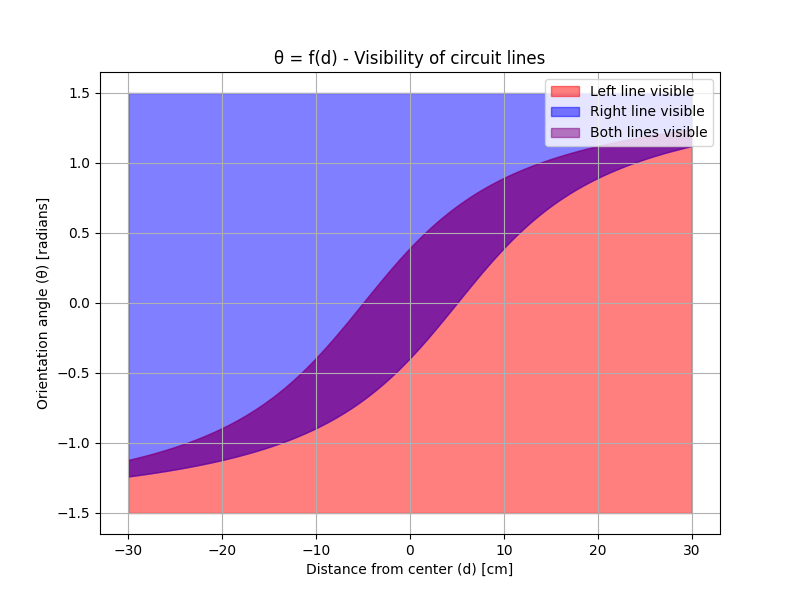 θ = f(d) - Visibility of circuit lines
Left line visible
Right line visible
Both lines visible
1.5
1.0
0.5
0.0
−0.5
−1.0
−1.5
Orientation angle (θ) [radians]
−30
−20
−10
0
10
20
30
Distance from center (d) [cm]